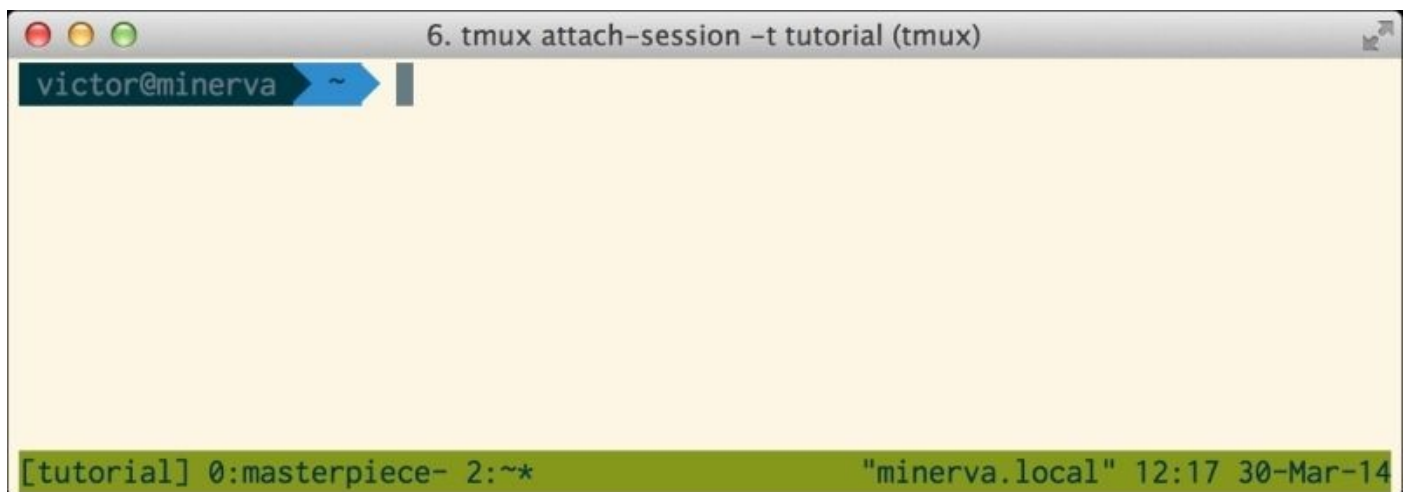 6. tmux attach-session -t tutorial (tmux)
victor@minerva ~
[tutorial] 0:masterpiece- 2:~* "minerva.local" 12:17 30-Mar-14